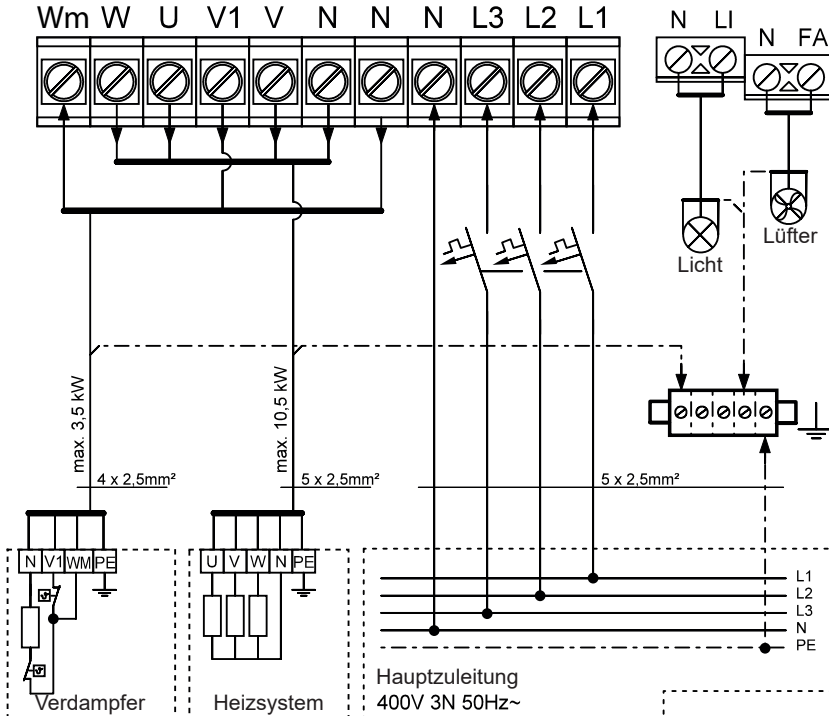 Wm W U V1 V N N N L3 L2 L1
N LI
N FA
Licht
Lüfter
max. 3,5 kW
max. 10,5 kW
4 x 2,5mm²
5 x 2,5mm²
5 x 2,5mm²
N V1 WM PE
U V W N PE
L1
L2
L3
N
PE
Verdampfer
Heizsystem
Hauptzuleitung
400V 3N 50Hz~